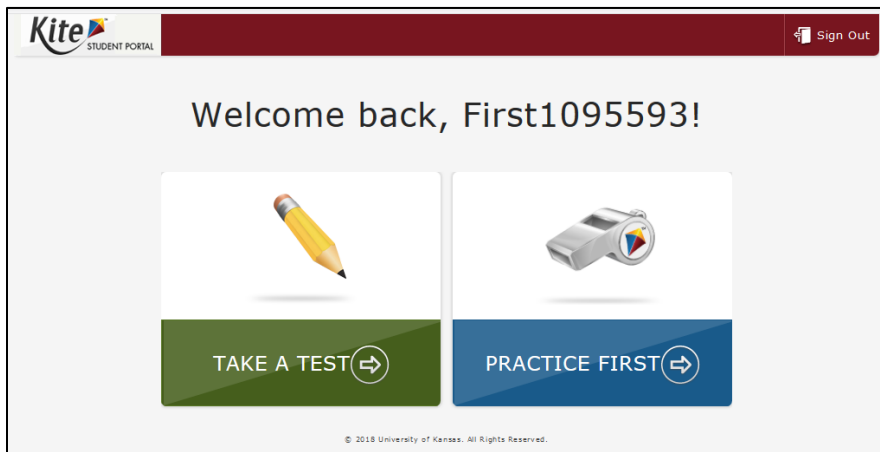 Kite
STUDENT PORTAL
Sign Out
Welcome back, First1095593!
TAKE A TEST
PRACTICE FIRST
© 2018 University of Kansas. All Rights Reserved.